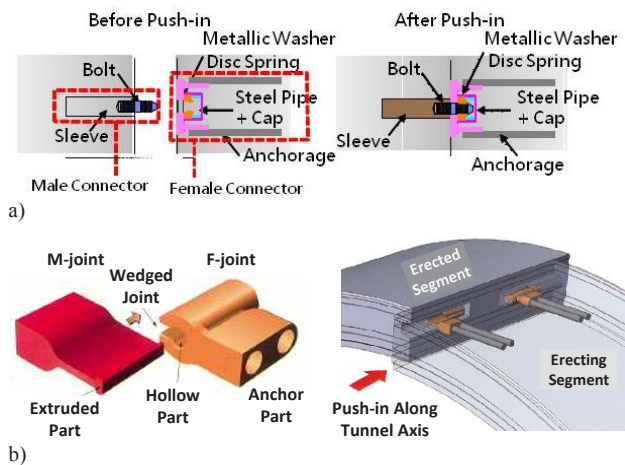 Before Push-in
After Push-in
Metallic Washer
Disc Spring
Bolt
Steel Pipe
+ Cap
Sleeve
Anchorage
Male Connector
Female Connector
Metallic Washer
Disc Spring
Bolt
Steel Pipe
+ Cap
Sleeve
Anchorage
a)
M-joint
F-joint
Wedged
Joint
Extruded
Part
Hollow
Part
Anchor
Part
Erected
Segment
Erecting
Segment
Push-in Along
Tunnel Axis
b)